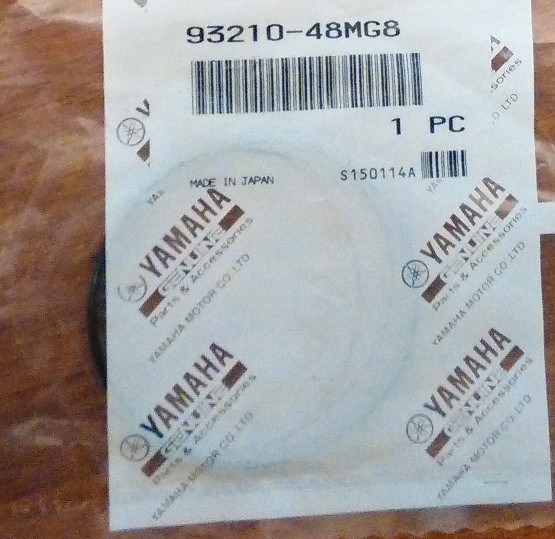 93210-48MG8
1 PC
MADE IN JAPAN
S150114A
YAMAHA
GENUINE
Parts & Accessories
YAMAHA MOTOR CO.,LTD
YAMAHA
GENUINE
Parts & Accessories
YAMAHA MOTOR CO.,LTD
YAMAHA
GENUINE
Parts & Accessories
YAMAHA MOTOR CO.,LTD
YAMAHA
GENUINE
Parts & Accessories
YAMAHA MOTOR CO.,LTD